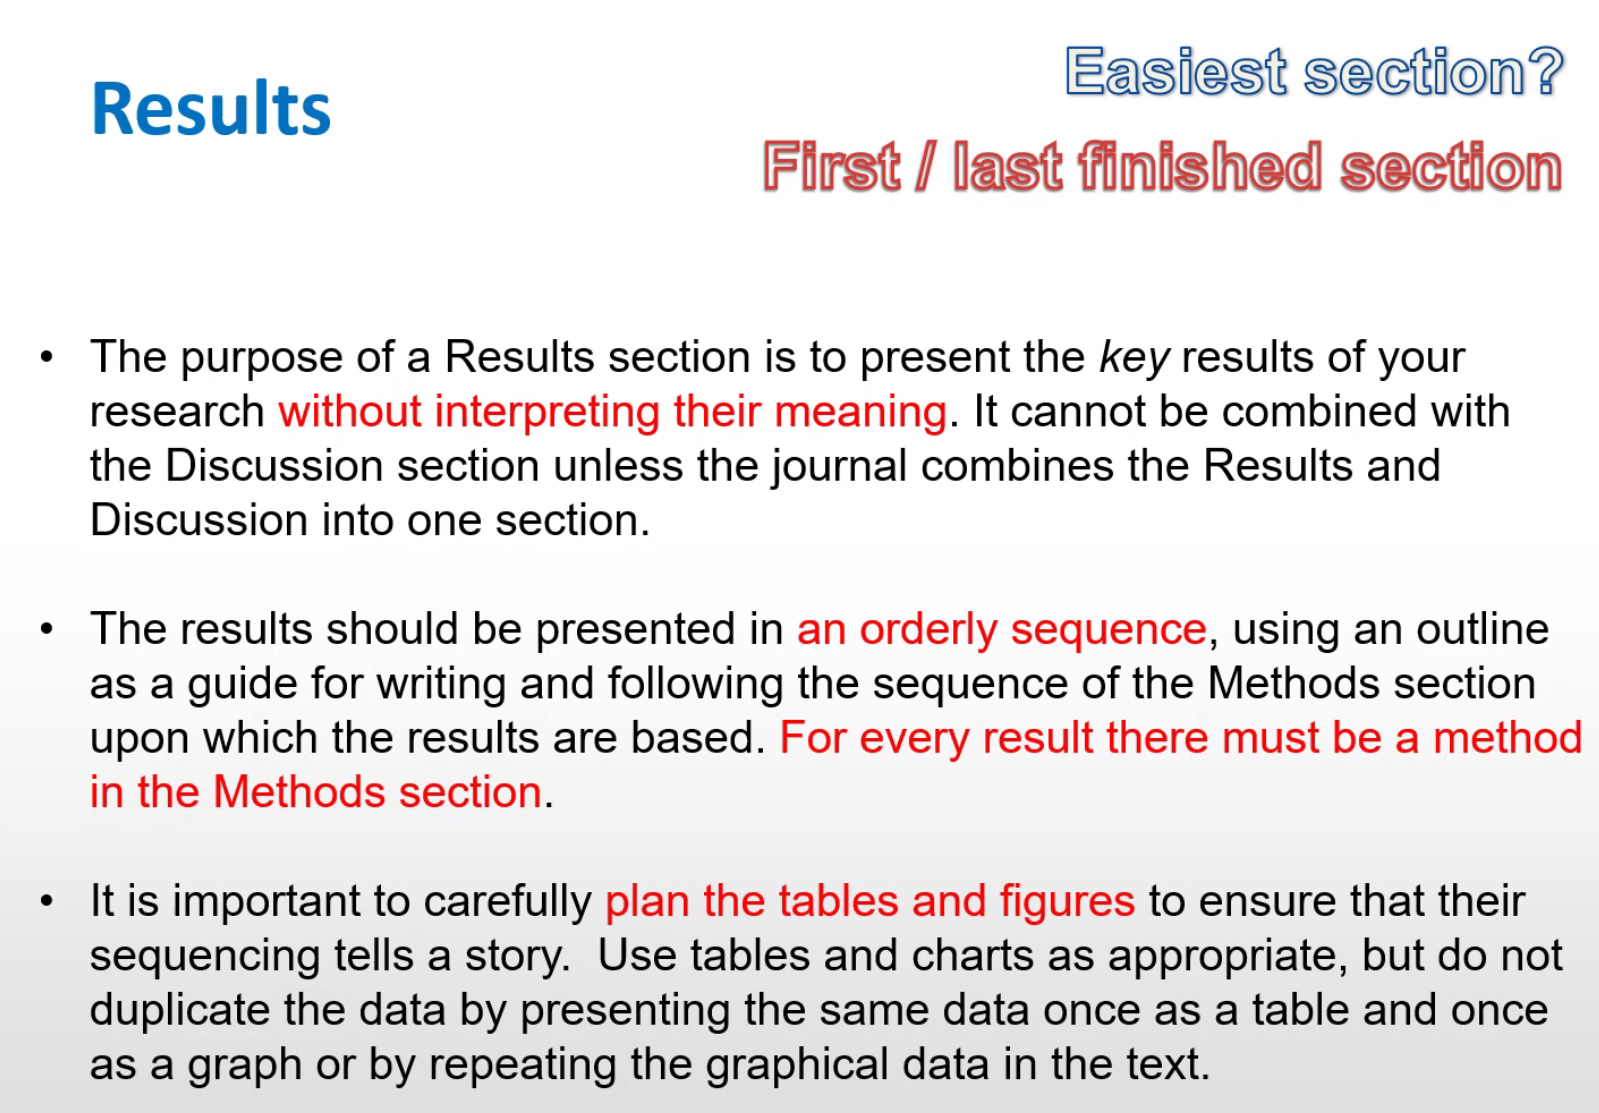 Results
Easiest section?
First / last finished section
• The purpose of a Results section is to present the key results of your
research without interpreting their meaning. It cannot be combined with
the Discussion section unless the journal combines the Results and
Discussion into one section.
• The results should be presented in an orderly sequence, using an outline
as a guide for writing and following the sequence of the Methods section
upon which the results are based. For every result there must be a method
in the Methods section.
• It is important to carefully plan the tables and figures to ensure that their
sequencing tells a story.  Use tables and charts as appropriate, but do not
duplicate the data by presenting the same data once as a table and once
as a graph or by repeating the graphical data in the text.